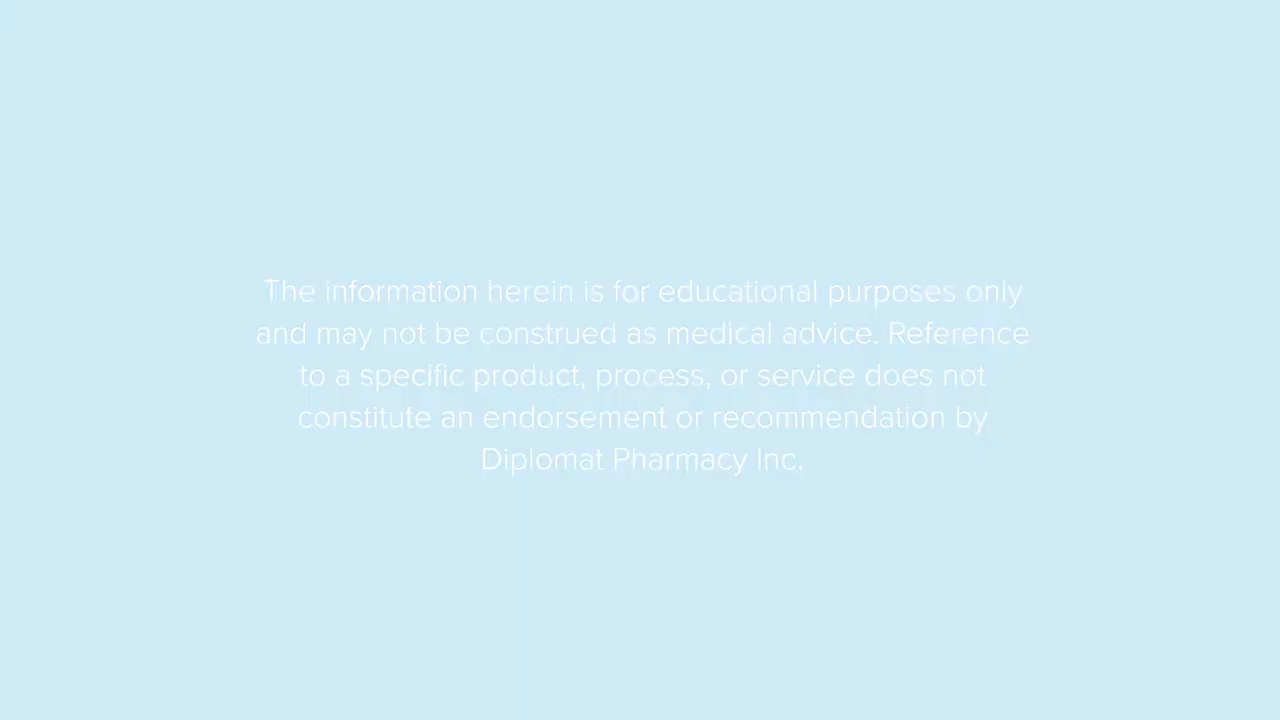 The information herein is for educational purposes only
and may not be construed as medical advice. Reference
to a specific product, process, or service does not
constitute an endorsement or recommendation by
Diplomat Pharmacy Inc.